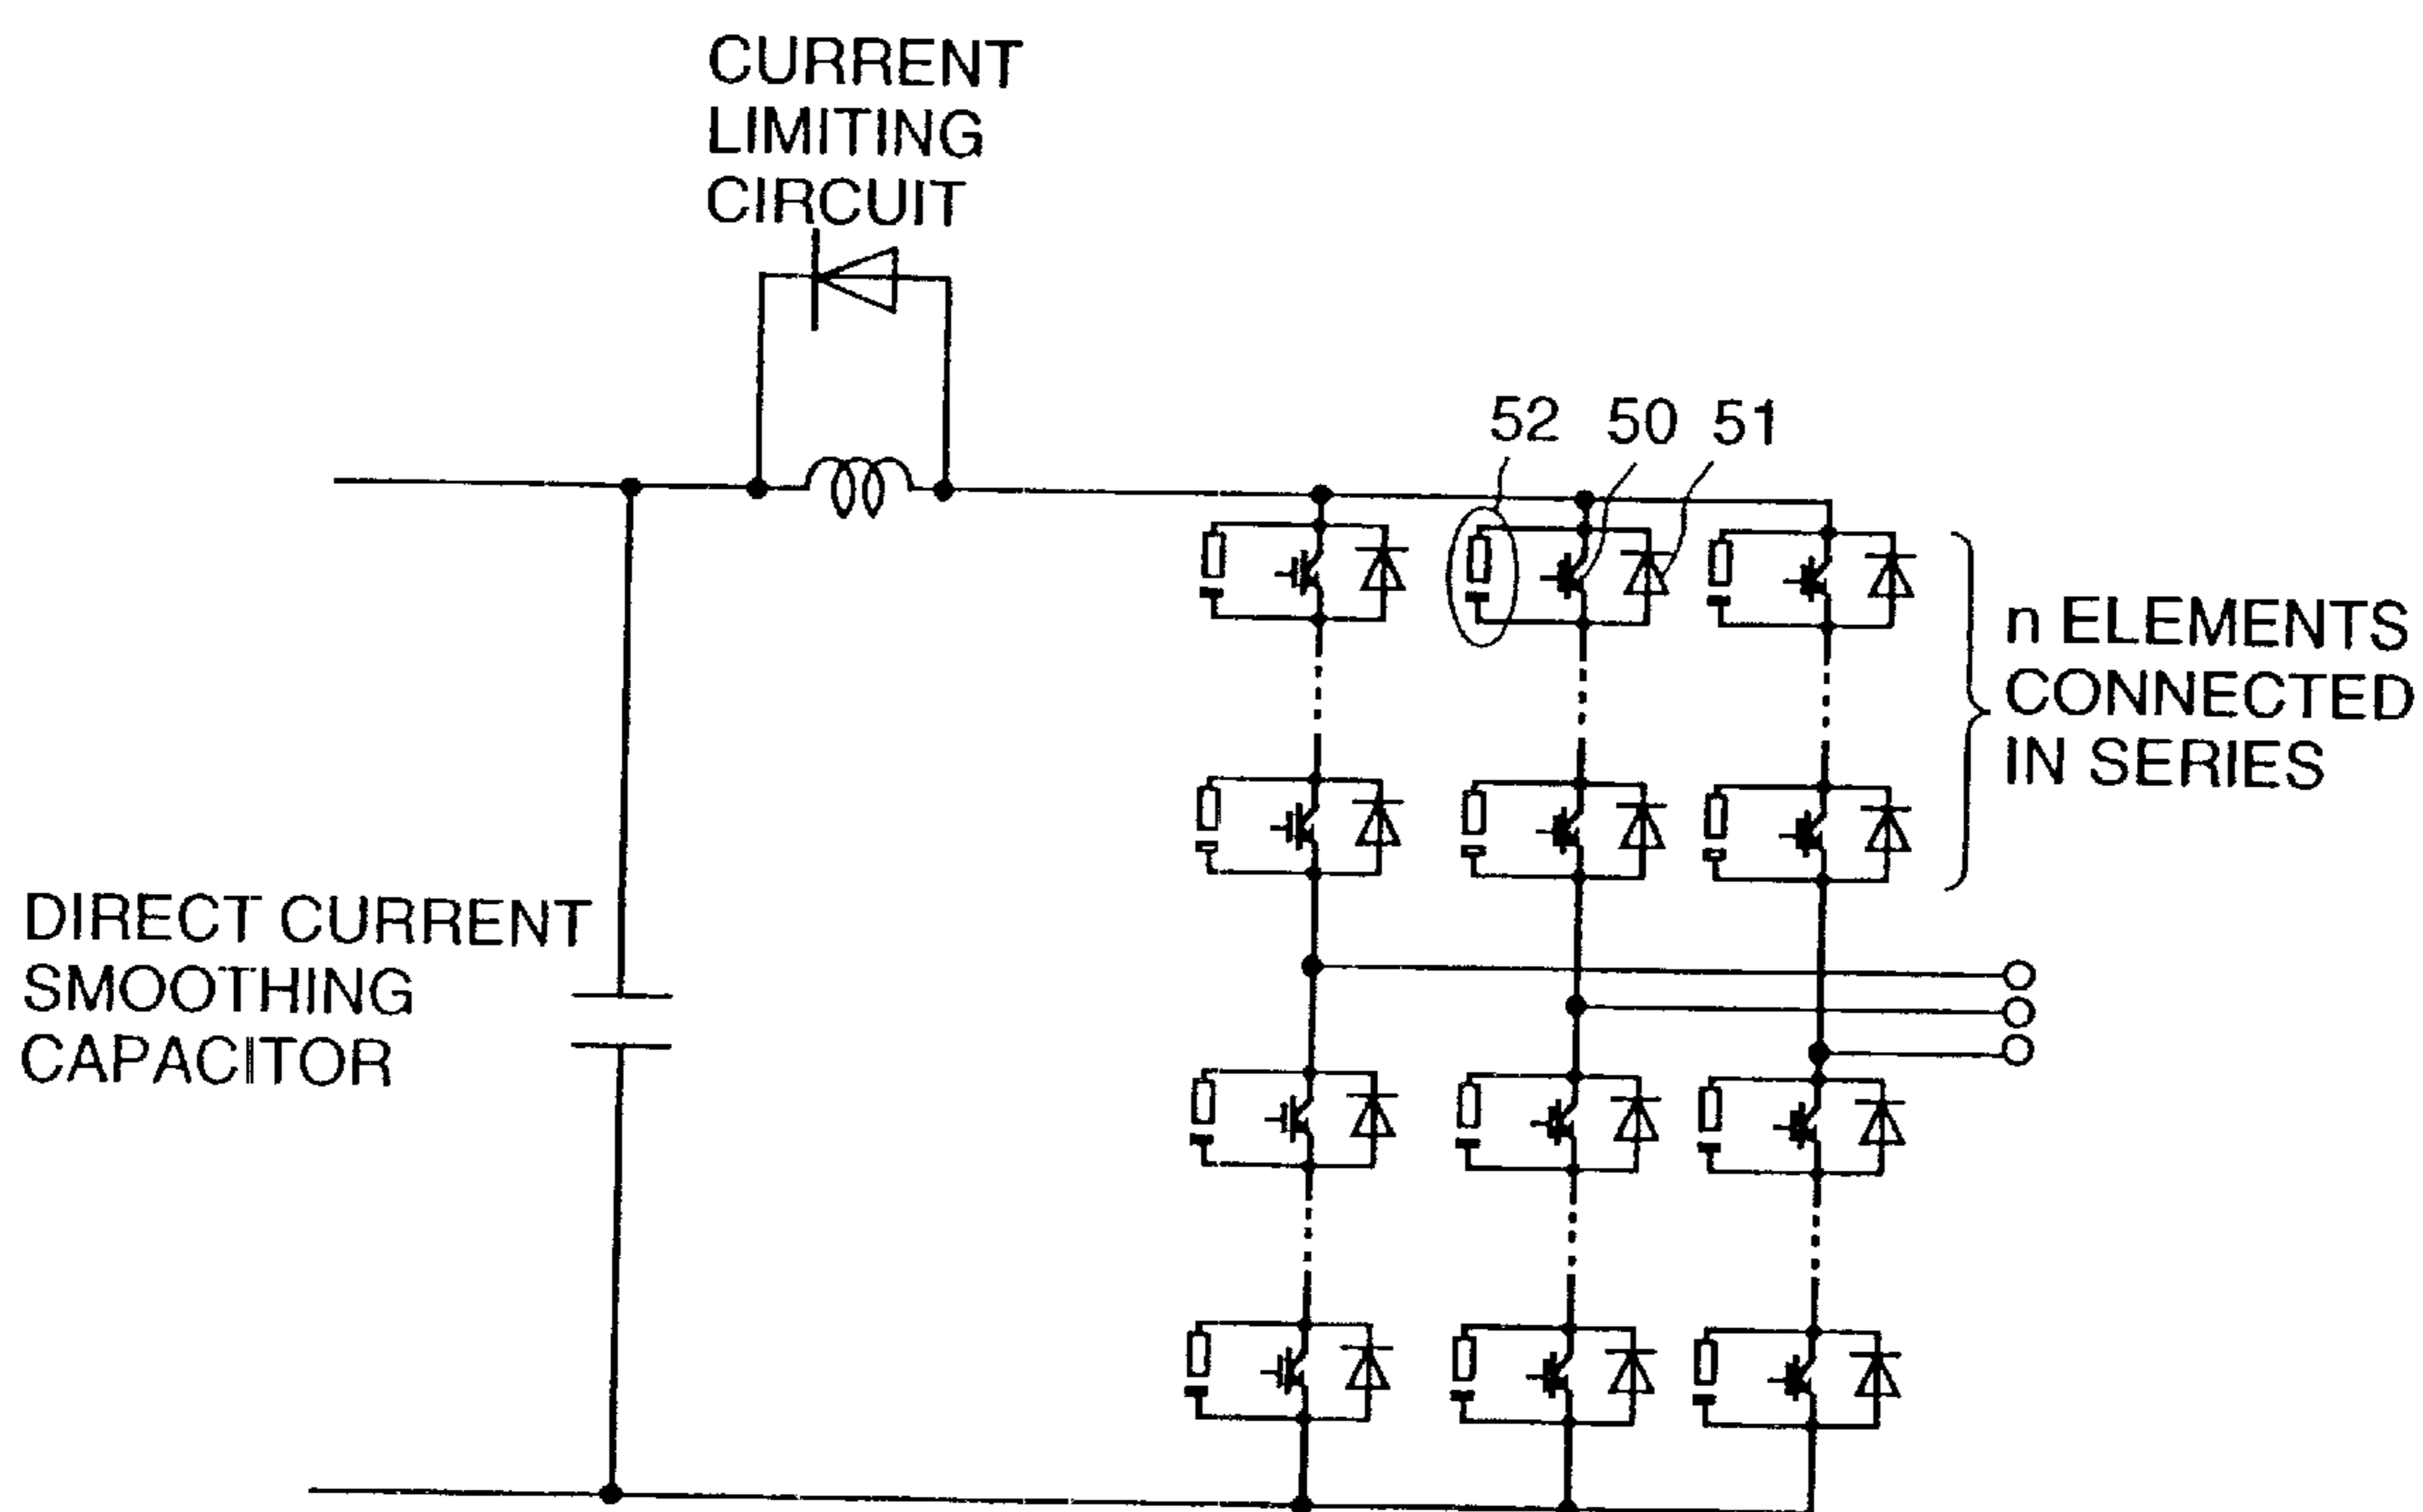 CURRENT
LIMITING
CIRCUIT
52 50 51
n ELEMENTS
CONNECTED
IN SERIES
DIRECT CURRENT
SMOOTHING
CAPACITOR